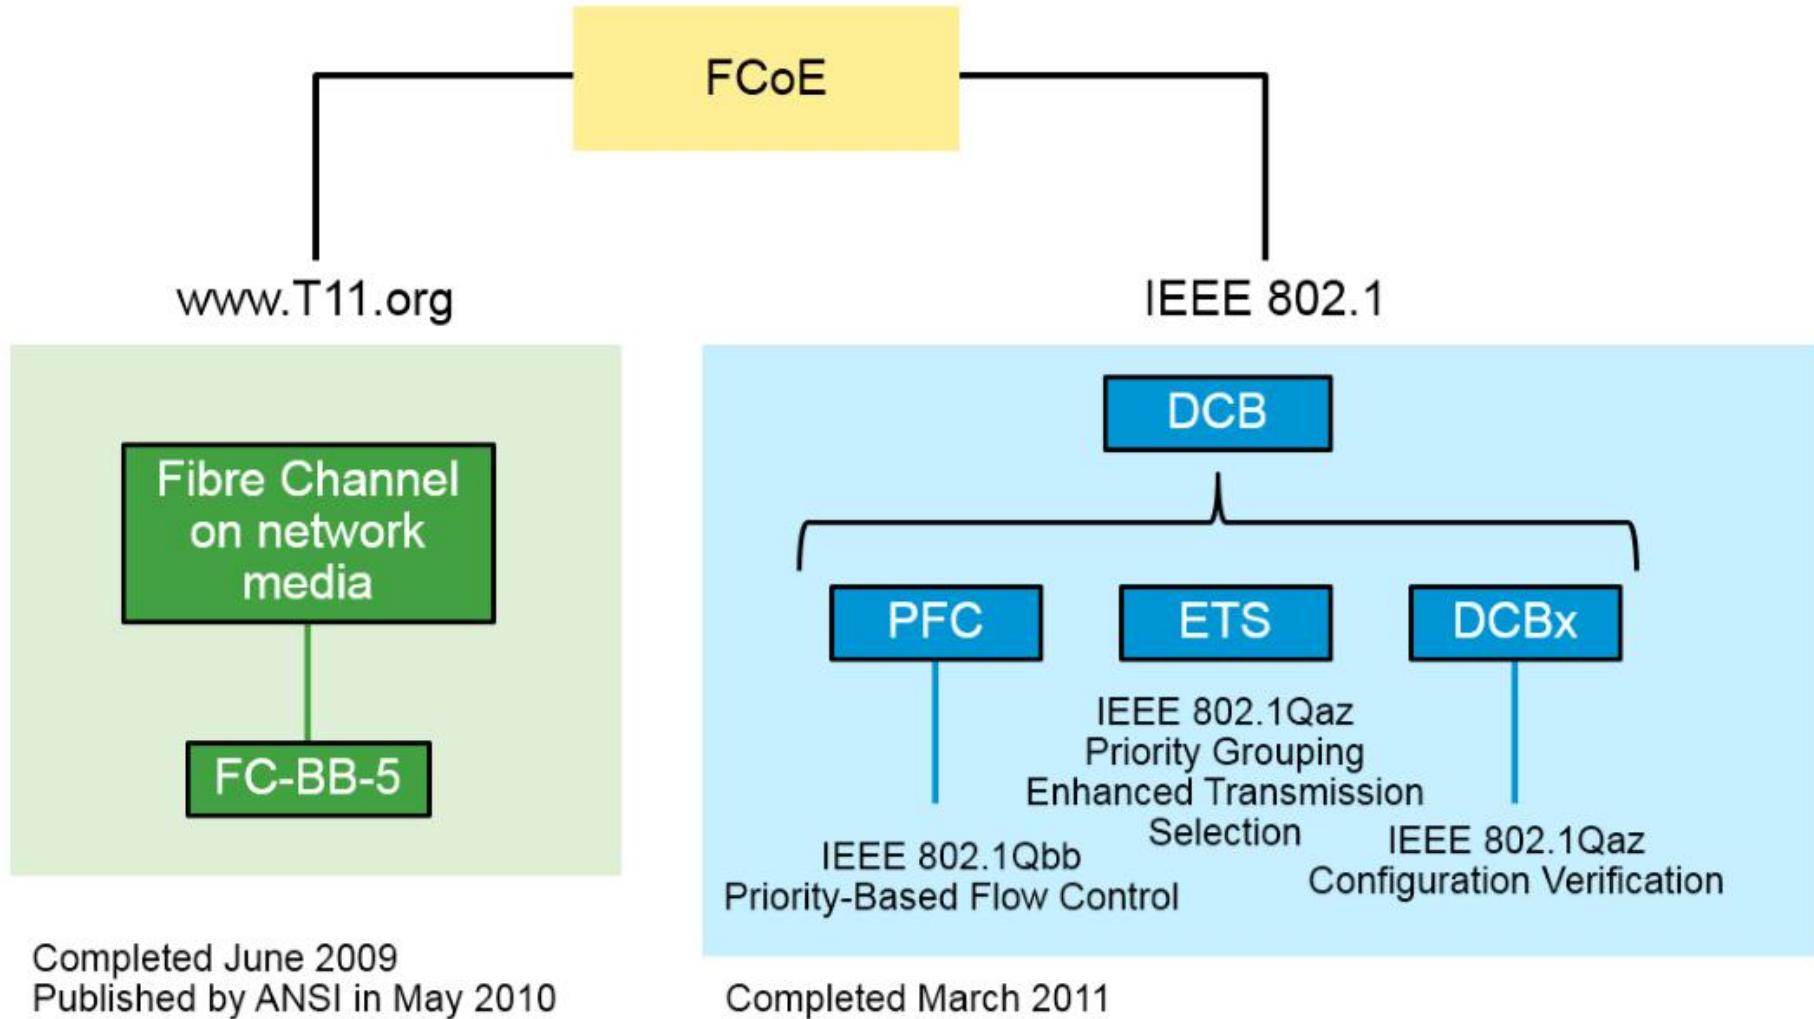 FCoE
www.T11.org
IEEE 802.1
Fibre Channel
on network
media
FC-BB-5
Completed June 2009
Published by ANSI in May 2010
DCB
PFC
ETS
DCBx
IEEE 802.1Qbb
Priority-Based Flow Control
IEEE 802.1Qaz
Priority Grouping
Enhanced Transmission
Selection
IEEE 802.1Qaz
Configuration Verification
Completed March 2011